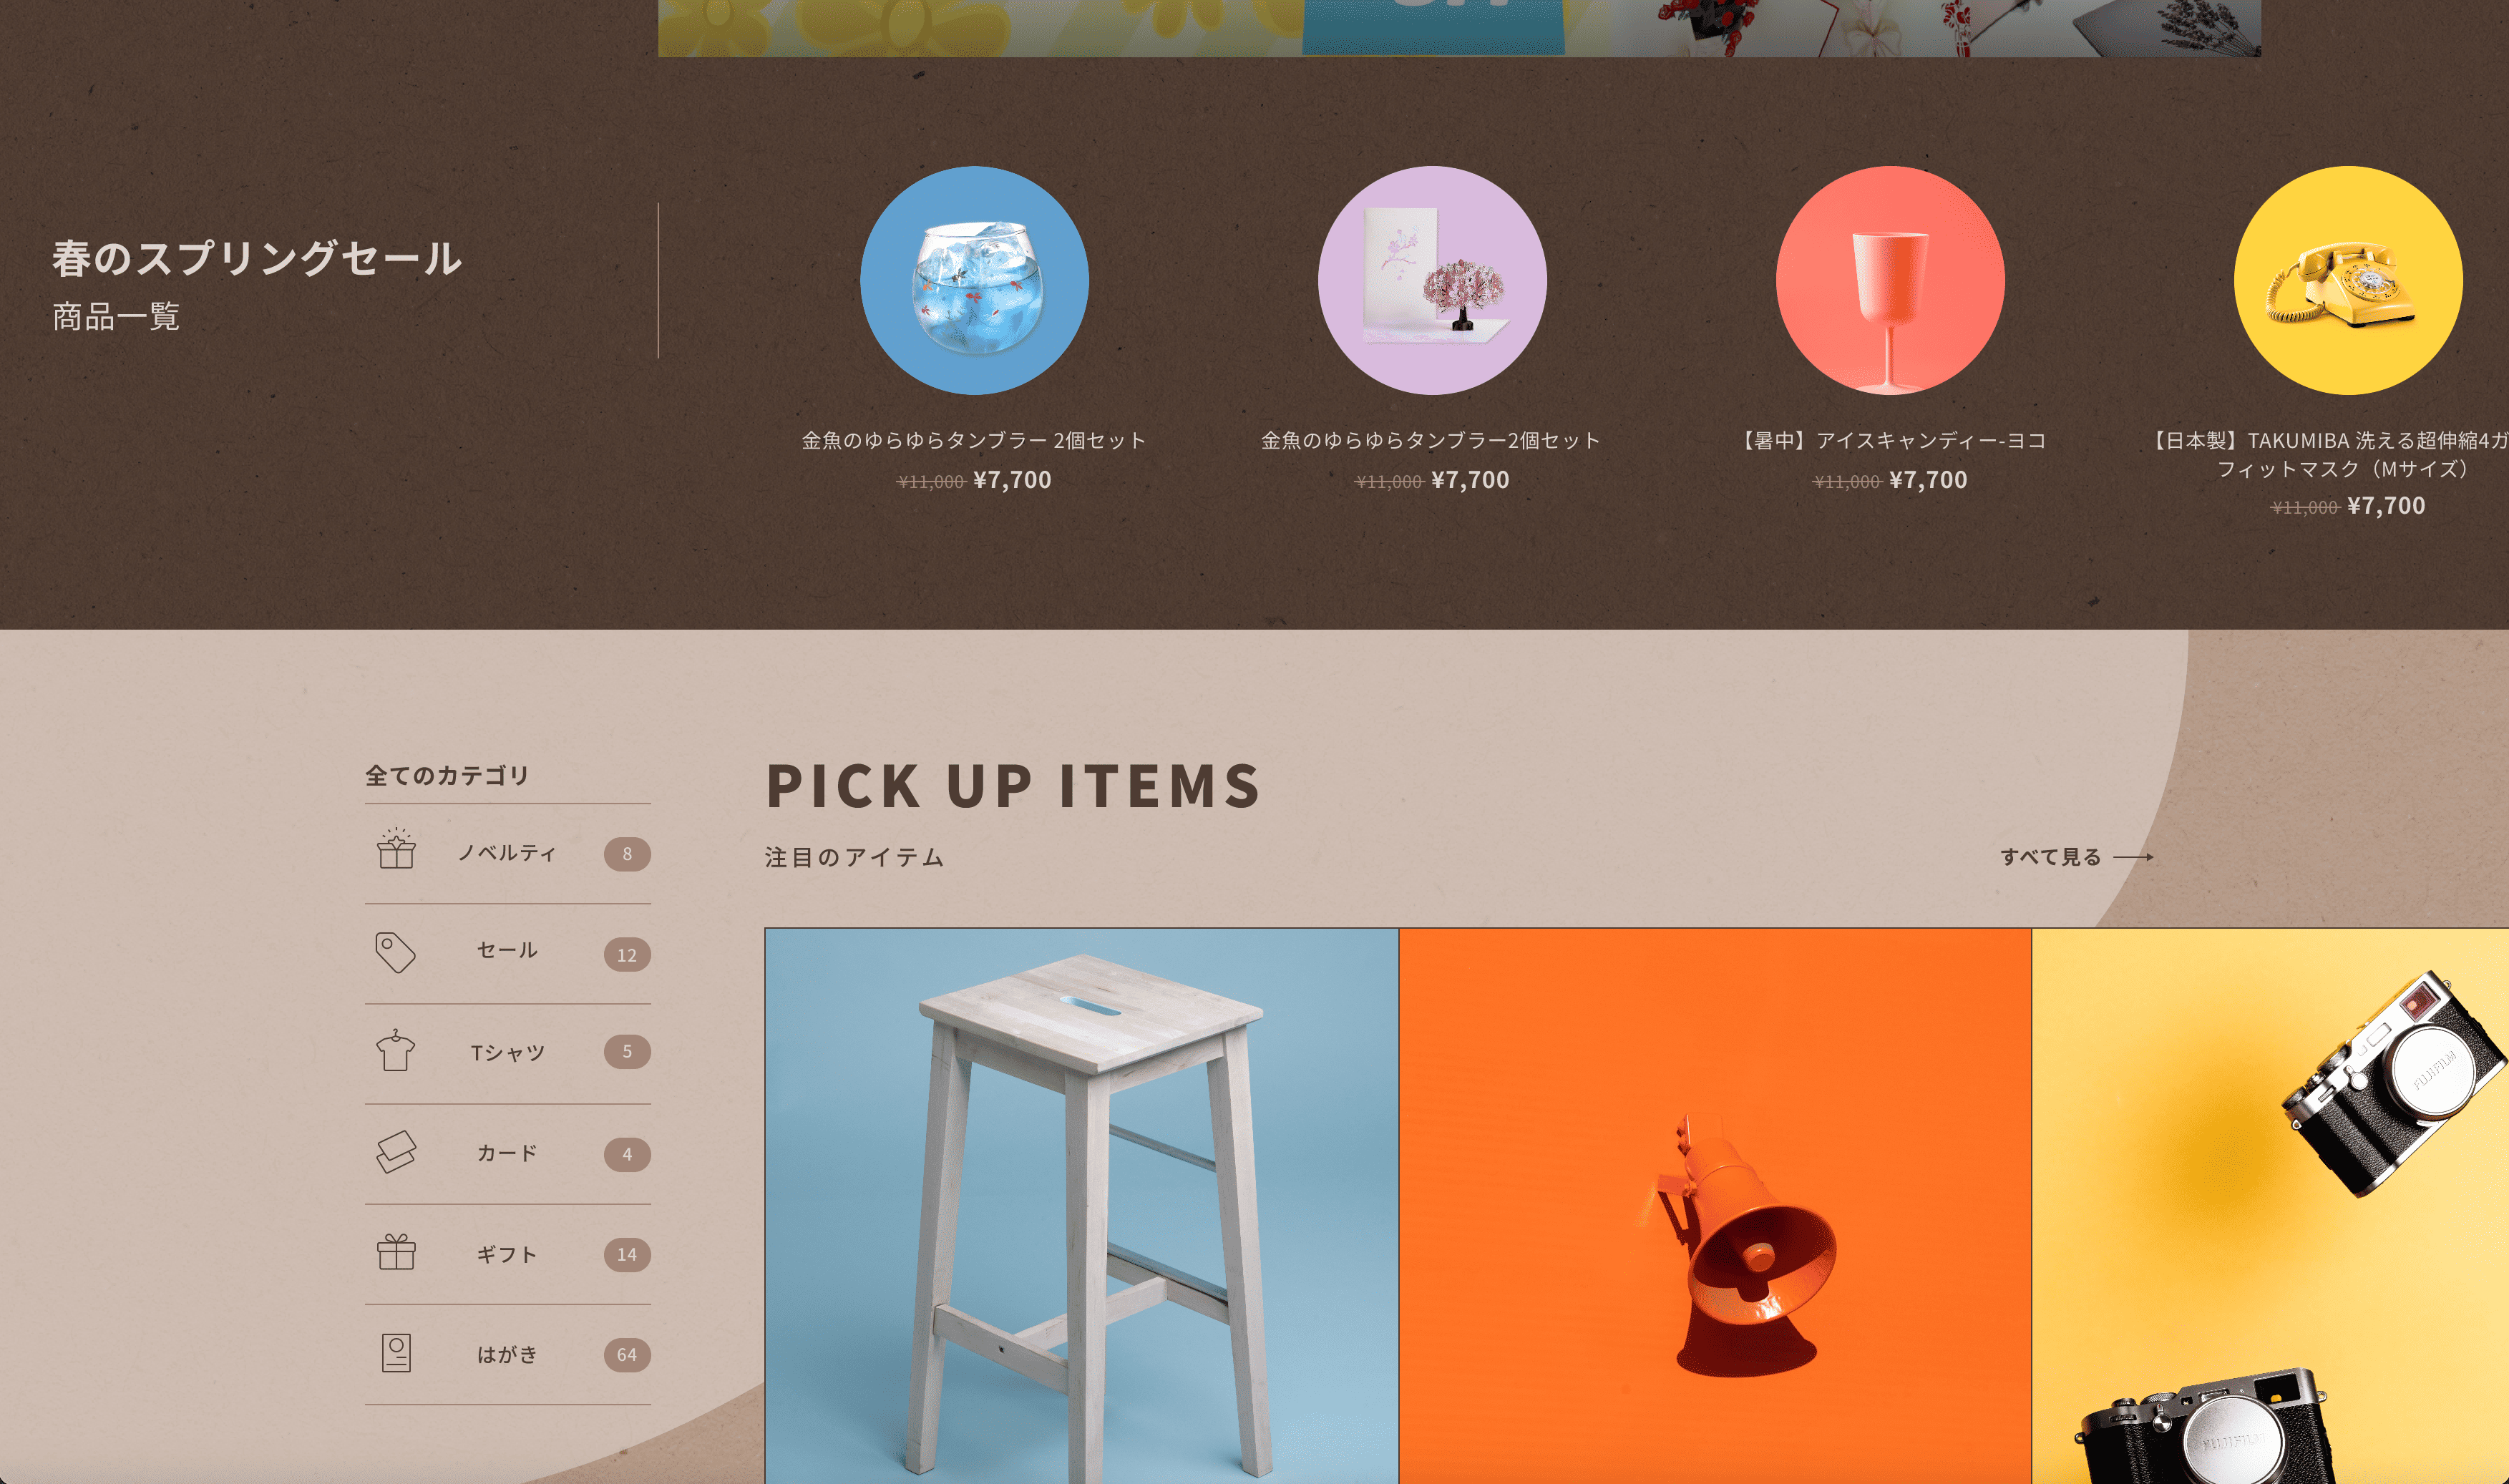 春のスプリングセール
商品一覧
金魚のゆらゆらタンブラー 2個セット
¥11,000 ¥7,700
金魚のゆらゆらタンブラー2個セット
¥11,000 ¥7,700
【暑中】アイスキャンディー-ヨコ
¥11,000 ¥7,700
【日本製】TAKUMIBA 洗える超伸縮4ガ
フィットマスク（Mサイズ）
¥11,000 ¥7,700
全てのカテゴリ
ノベルティ 8
セール 12
Tシャツ 5
カード 4
ギフト 14
はがき 64
PICK UP ITEMS
注目のアイテム
すべて見る
FUJIFILM
FUJIFILM